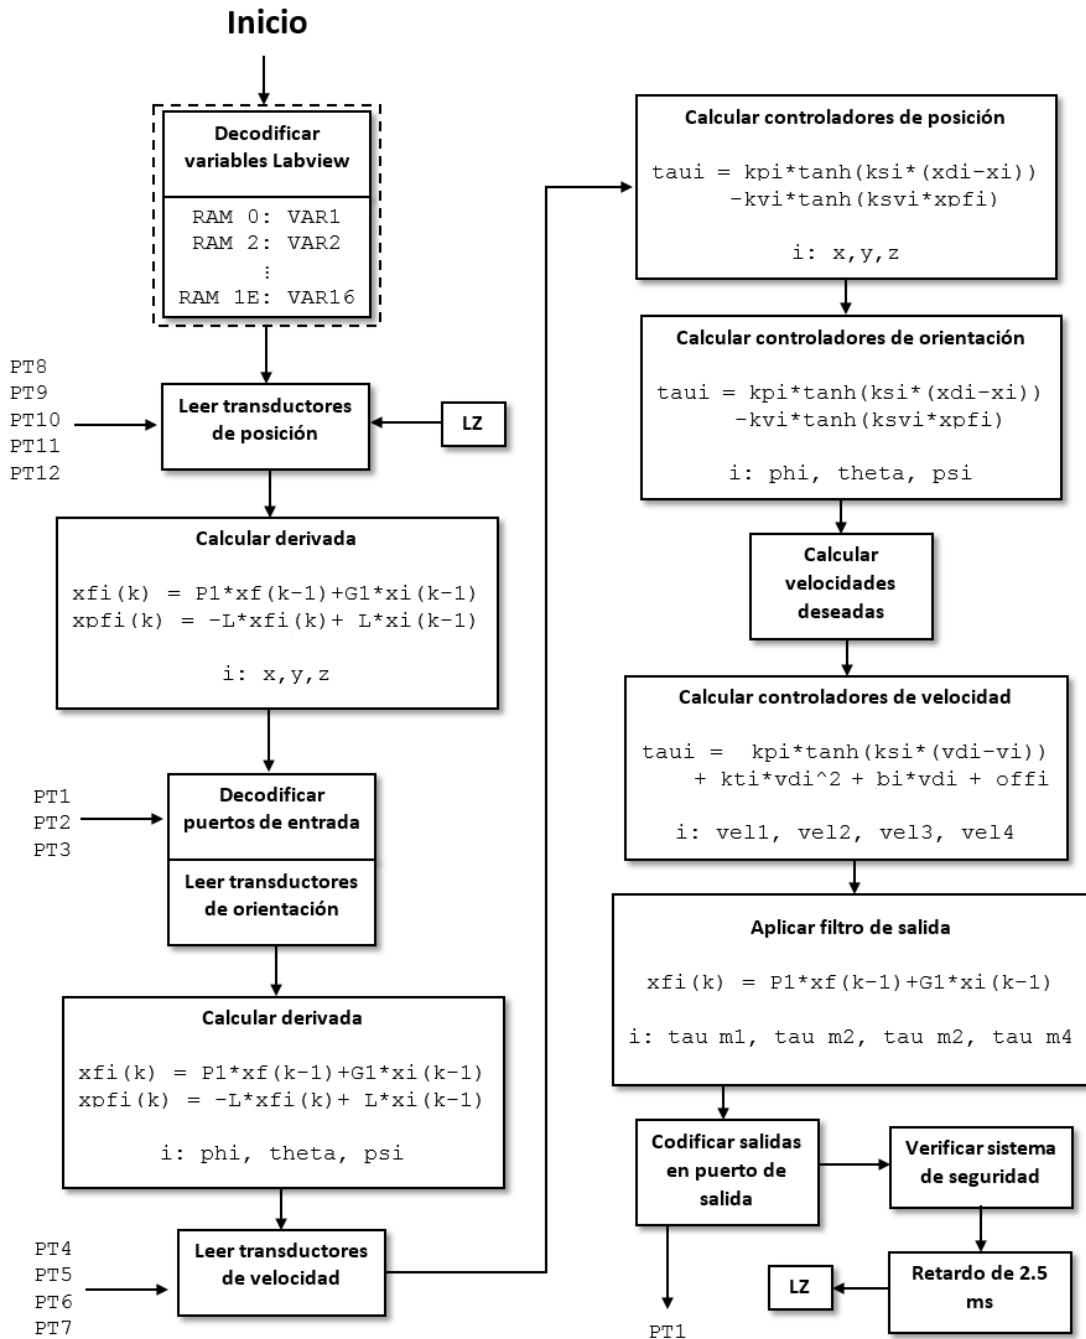 Inicio
Decodificar
variables Labview
RAM 0: VAR1
RAM 2: VAR2
⋮
RAM 1E: VAR16
PT8
PT9
PT10
PT11
PT12
Leer transductores
de posición
LZ
Calcular derivada
xfi(k) = P1*xf(k-1)+G1*xi(k-1)
xpfi(k) = -L*xfi(k)+ L*xi(k-1)
i: x,y,z
PT1
PT2
PT3
Decodificar
puertos de entrada
Leer transductores
de orientación
Calcular derivada
xfi(k) = P1*xf(k-1)+G1*xi(k-1)
xpfi(k) = -L*xfi(k)+ L*xi(k-1)
i: phi, theta, psi
PT4
PT5
PT6
PT7
Leer transductores
de velocidad
Calcular controladores de posición
taui = kpi*tanh(ksi*(xdi-xi))
-kvi*tanh(ksvi*xpfi)
i: x,y,z
Calcular controladores de orientación
taui = kpi*tanh(ksi*(xdi-xi))
-kvi*tanh(ksvi*xpfi)
i: phi, theta, psi
Calcular
velocidades
deseadas
Calcular controladores de velocidad
taui = kpi*tanh(ksi*(vdi-vi))
+ kti*vdi^2 + bi*vdi + offi
i: vel1, vel2, vel3, vel4
Aplicar filtro de salida
xfi(k) = P1*xf(k-1)+G1*xi(k-1)
i: tau m1, tau m2, tau m2, tau m4
Codificar salidas
en puerto de
salida
Verificar sistema
de seguridad
Retardo de 2.5
ms
LZ
PT1